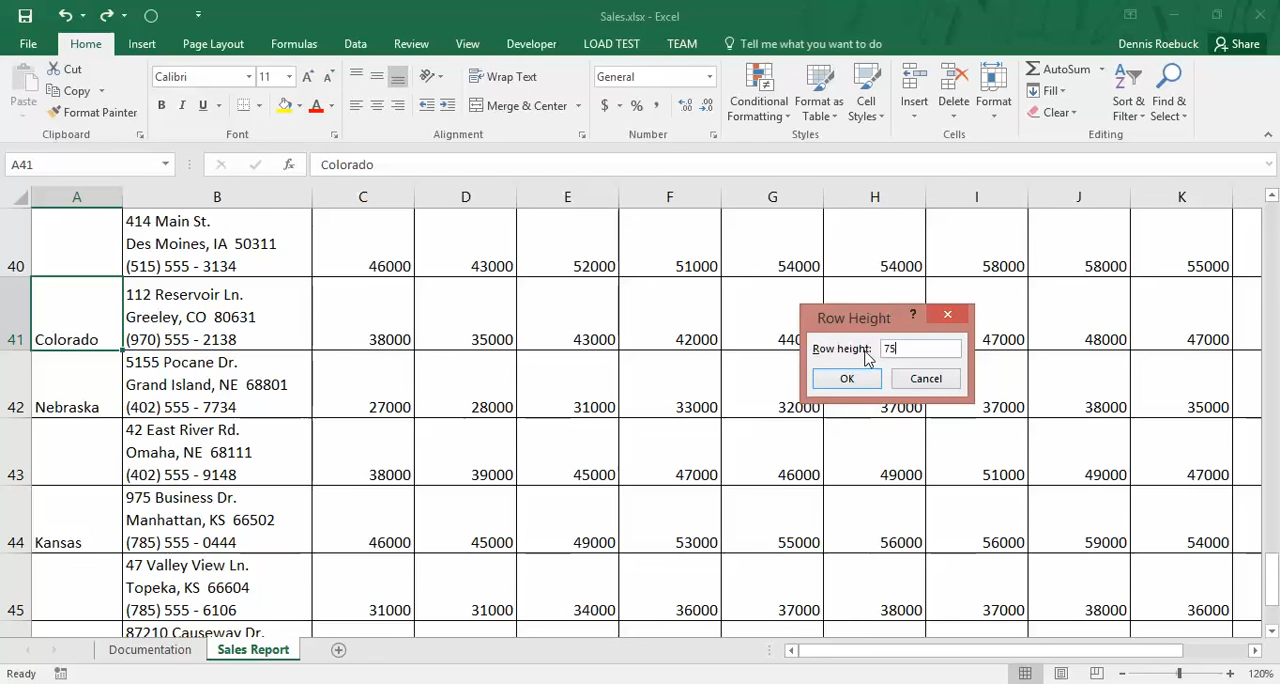 Sales.xlsx - Excel
File Home Insert Page Layout Formulas Data Review View Developer LOAD TEST TEAM Tell me what you want to do Dennis Roebuck Share
Paste
Cut
Copy
Format Painter
Clipboard
Calibri 11
B I U
Font
Wrap Text
Merge & Center
Alignment
General
$ % ,
Number
Conditional Formatting
Format as Table
Cell Styles
Styles
Insert
Delete
Format
Cells
AutoSum
Fill
Clear
Sort & Filter
Find & Select
Editing
A41 fx Colorado
A B C D E F G H I J K
414 Main St.
Des Moines, IA 50311
40 (515) 555 - 3134 46000 43000 52000 51000 54000 54000 58000 58000 55000
112 Reservoir Ln.
Greeley, CO 80631
41 Colorado (970) 555 - 2138 38000 35000 43000 42000 47000 48000 47000
5155 Pocane Dr.
Grand Island, NE 68801
42 Nebraska (402) 555 - 7734 27000 28000 31000 33000 32000 37000 37000 38000 35000
42 East River Rd.
Omaha, NE 68111
43 (402) 555 - 9148 38000 39000 45000 47000 46000 49000 51000 49000 47000
975 Business Dr.
Manhattan, KS 66502
44 Kansas (785) 555 - 0444 46000 45000 49000 53000 55000 56000 56000 59000 54000
47 Valley View Ln.
Topeka, KS 66604
45 (785) 555 - 6106 31000 31000 34000 36000 37000 38000 37000 38000 36000
87210 Causeway Dr.
Row Height ?
Row height: 75
OK Cancel
Documentation Sales Report
Ready 120%